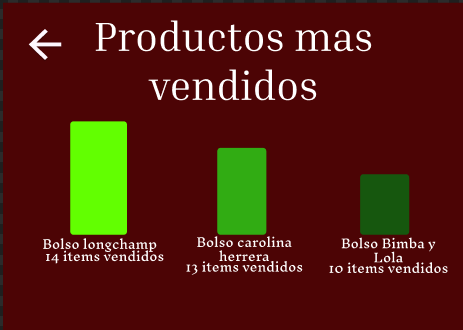 Productos mas
vendidos
Bolso longchamp
14 items vendidos
Bolso carolina
herrera
13 items vendidos
Bolso Bimba y
Lola
10 items vendidos